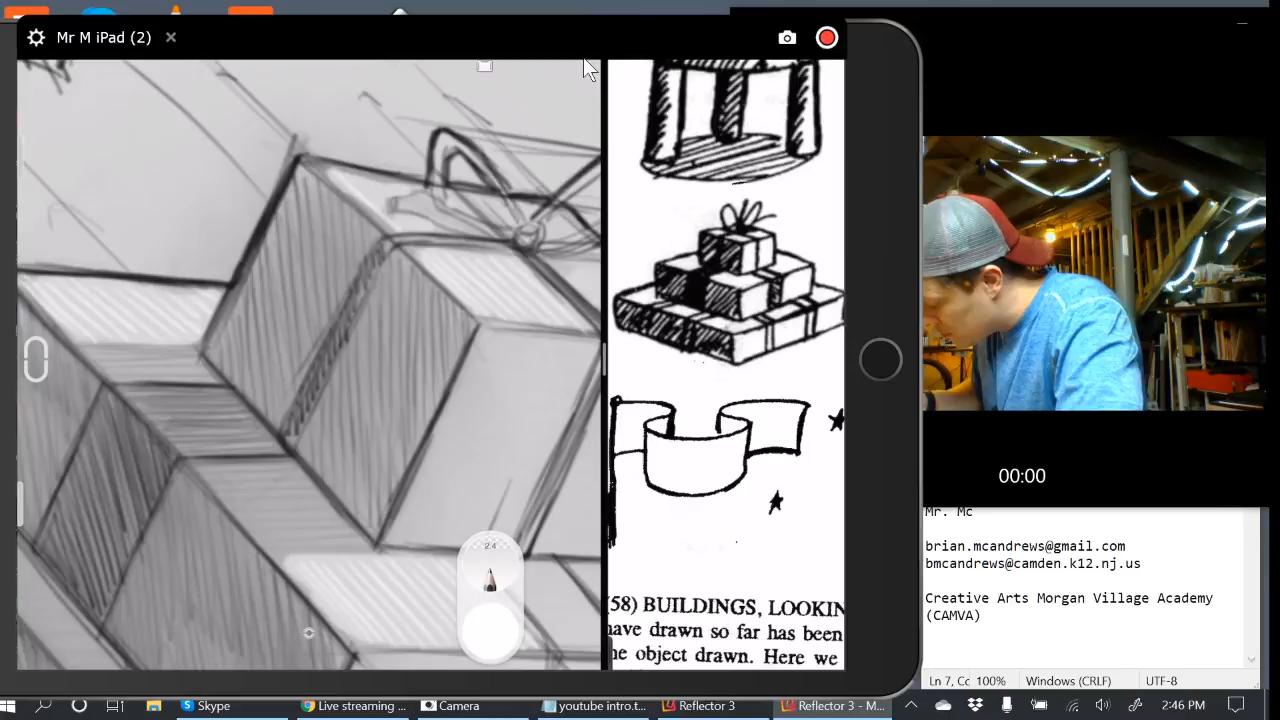 Mr M iPad (2)
2.4
(58) BUILDINGS, LOOKIN
have drawn so far has been
he object drawn. Here we
00:00
Mr. Mc
brian.mcandrews@gmail.com
bmcandrews@camden.k12.nj.us
Creative Arts Morgan Village Academy
(CAMVA)
Ln 7, Cc 100% Windows (CRLF) UTF-8
Skype Live streaming ... Camera youtube intro.t... Reflector 3 Reflector 3 - M... 2:46 PM